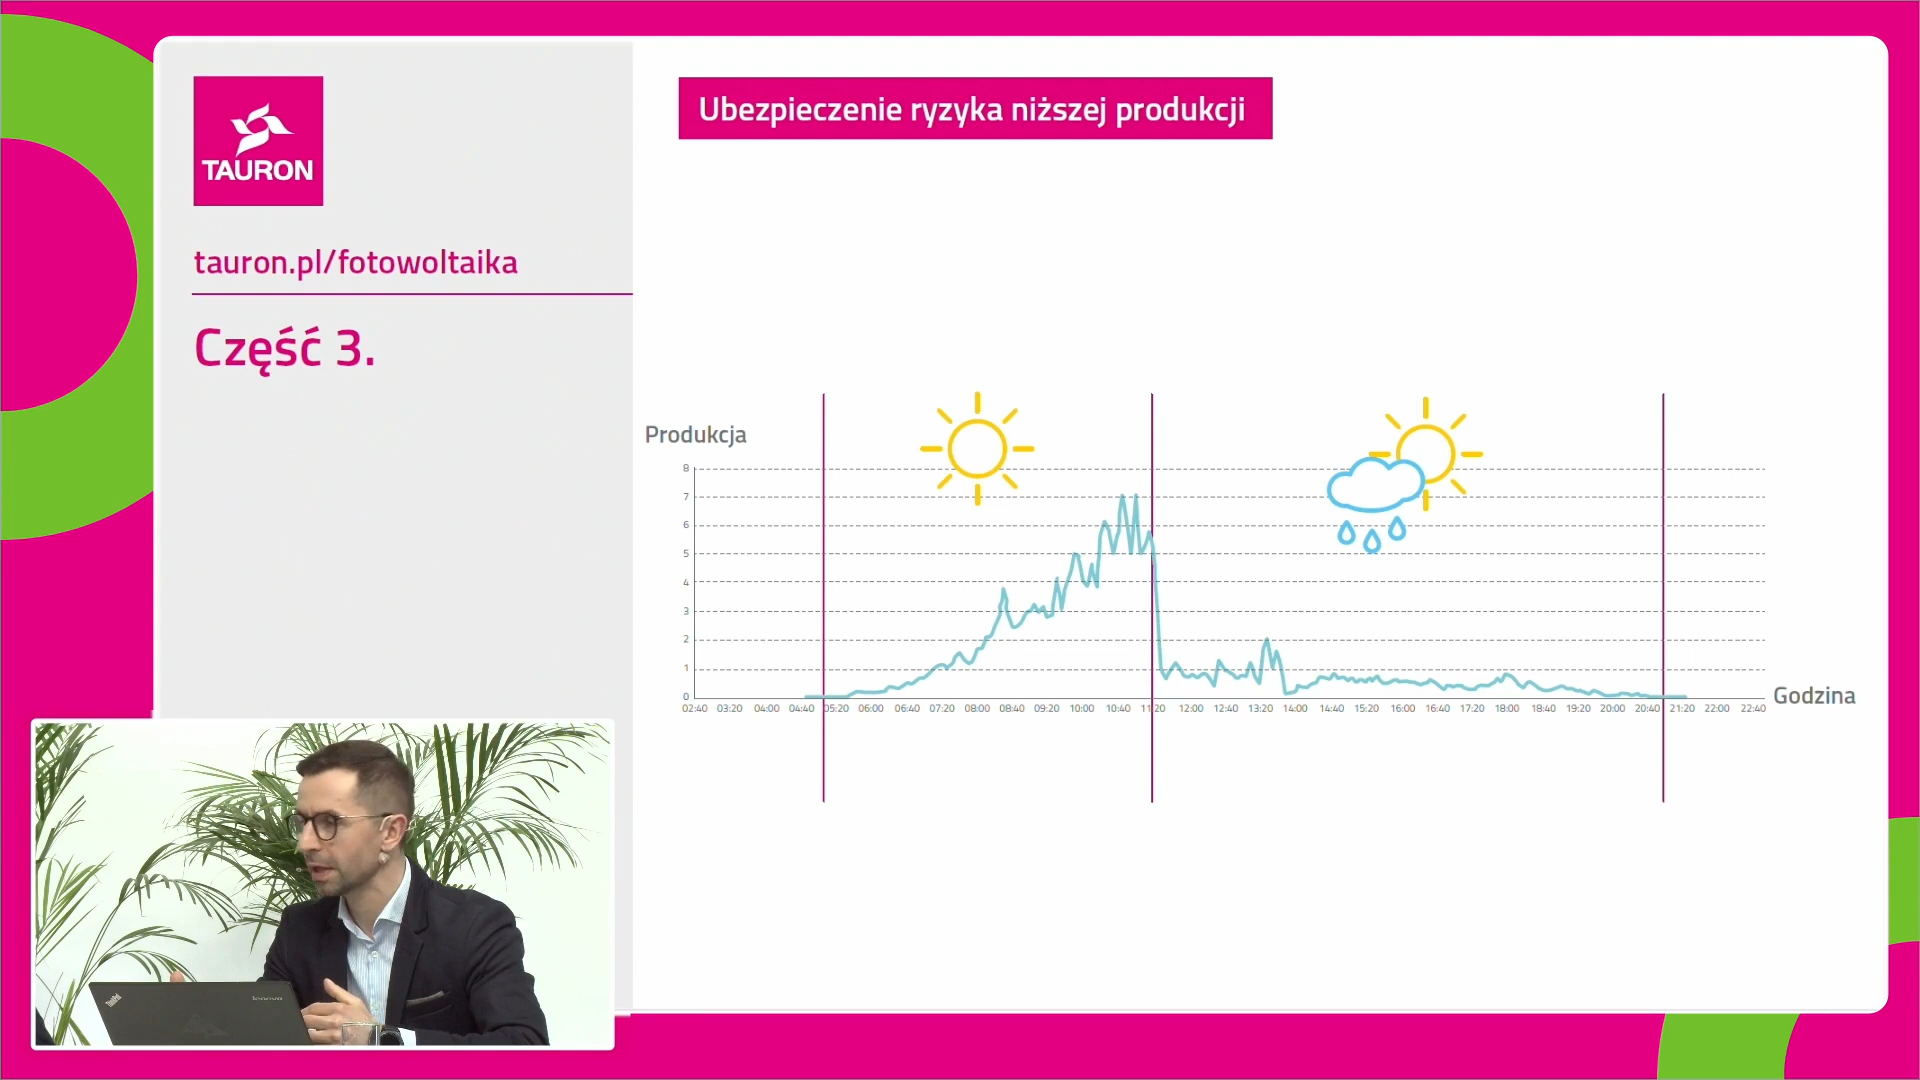 TAURON
tauron.pl/fotowoltaika
Część 3.
Ubezpieczenie ryzyka niższej produkcji
Produkcja
8
7
6
5
4
3
2
1
0
02:40 03:20 04:00 04:40 05:20 06:00 06:40 07:20 08:00 08:40 09:20 10:00 10:40 11:20 12:00 12:40 13:20 14:00 14:40 15:20 16:00 16:40 17:20 18:00 18:40 19:20 20:00 20:40 21:20 22:00 22:40
Godzina
ThinkPad